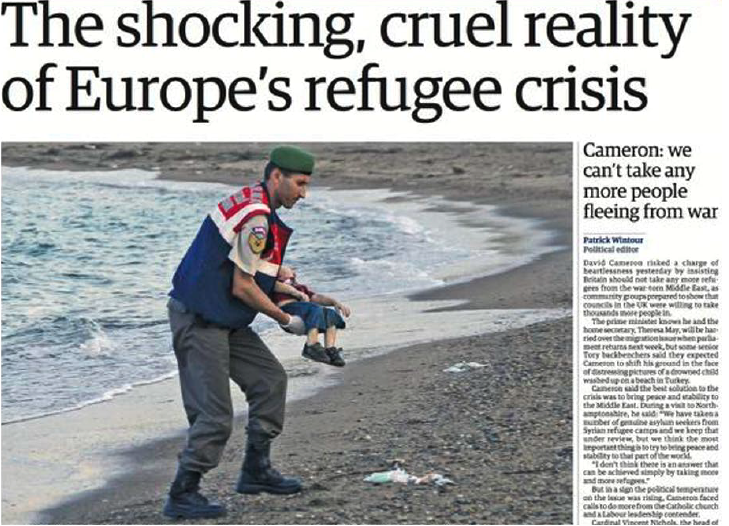 The shocking, cruel reality
of Europe's refugee crisis
Cameron: we
can't take any
more people
fleeing from war
Patrick Wintour
Political editor
David Cameron risked a charge of
heartlessness yesterday by insisting
Britain should not take any more refu-
gees from the war-torn Middle East, as
community groups prepared to show that
councils in the UK were willing to take
thousands more people in.
The prime minister knows he and the
home secretary, Theresa May, will be har-
ried over the migration issue when parlia-
ment returns next week, but some senior
Tory backbenchers said they expected
Cameron to shift his ground in the face
of distressing pictures of a drowned child
washed up on a beach in Turkey.
Cameron said the best solution to the
crisis was to bring peace and stability to
the Middle East. During a visit to North-
amptonshire, he said: "We have taken a
number of genuine asylum seekers from
Syrian refugee camps and we keep that
under review, but we think the most
important thing is to try to bring peace and
stability to that part of the world.
"I don't think there is an answer that
can be achieved simply by taking more
and more refugees."
But in a sign the political temperature
on the issue was rising, Cameron faced
calls to do more from the Catholic church
and a Labour leadership contender.
Cardinal Vincent Nichols, the head of